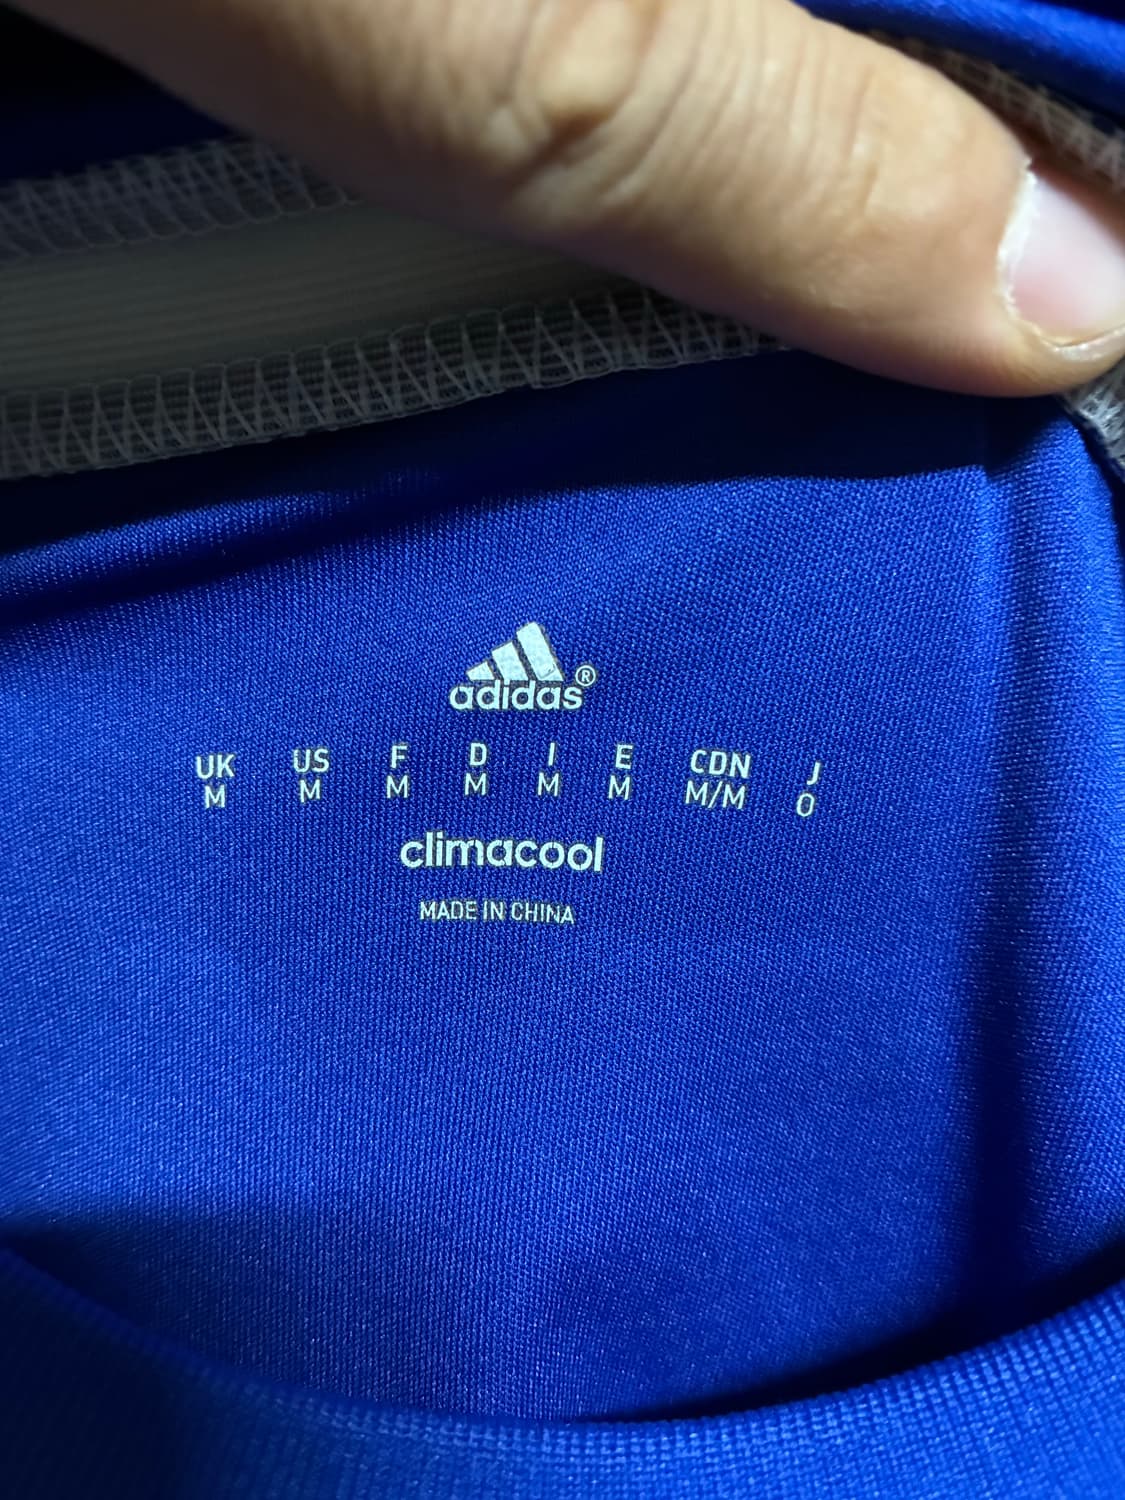 adidas®
UK US F D I E CDN J
M M M M M M M/M O
climacool
MADE IN CHINA